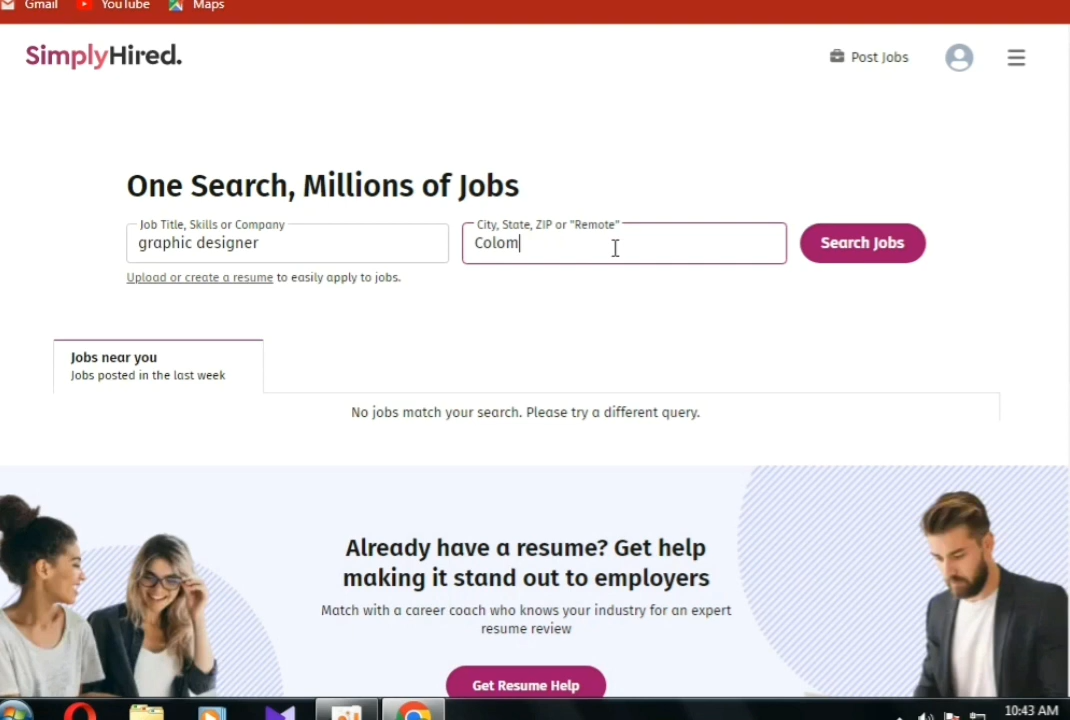 Gmail
YouTube
Maps
SimplyHired.
Post Jobs
One Search, Millions of Jobs
Job Title, Skills or Company
City, State, ZIP or "Remote"
graphic designer
Colom
Search Jobs
Upload or create a resume to easily apply to jobs.
Jobs near you
Jobs posted in the last week
No jobs match your search. Please try a different query.
Already have a resume? Get help
making it stand out to employers
Match with a career coach who knows your industry for an expert
resume review
Get Resume Help
10:43 AM